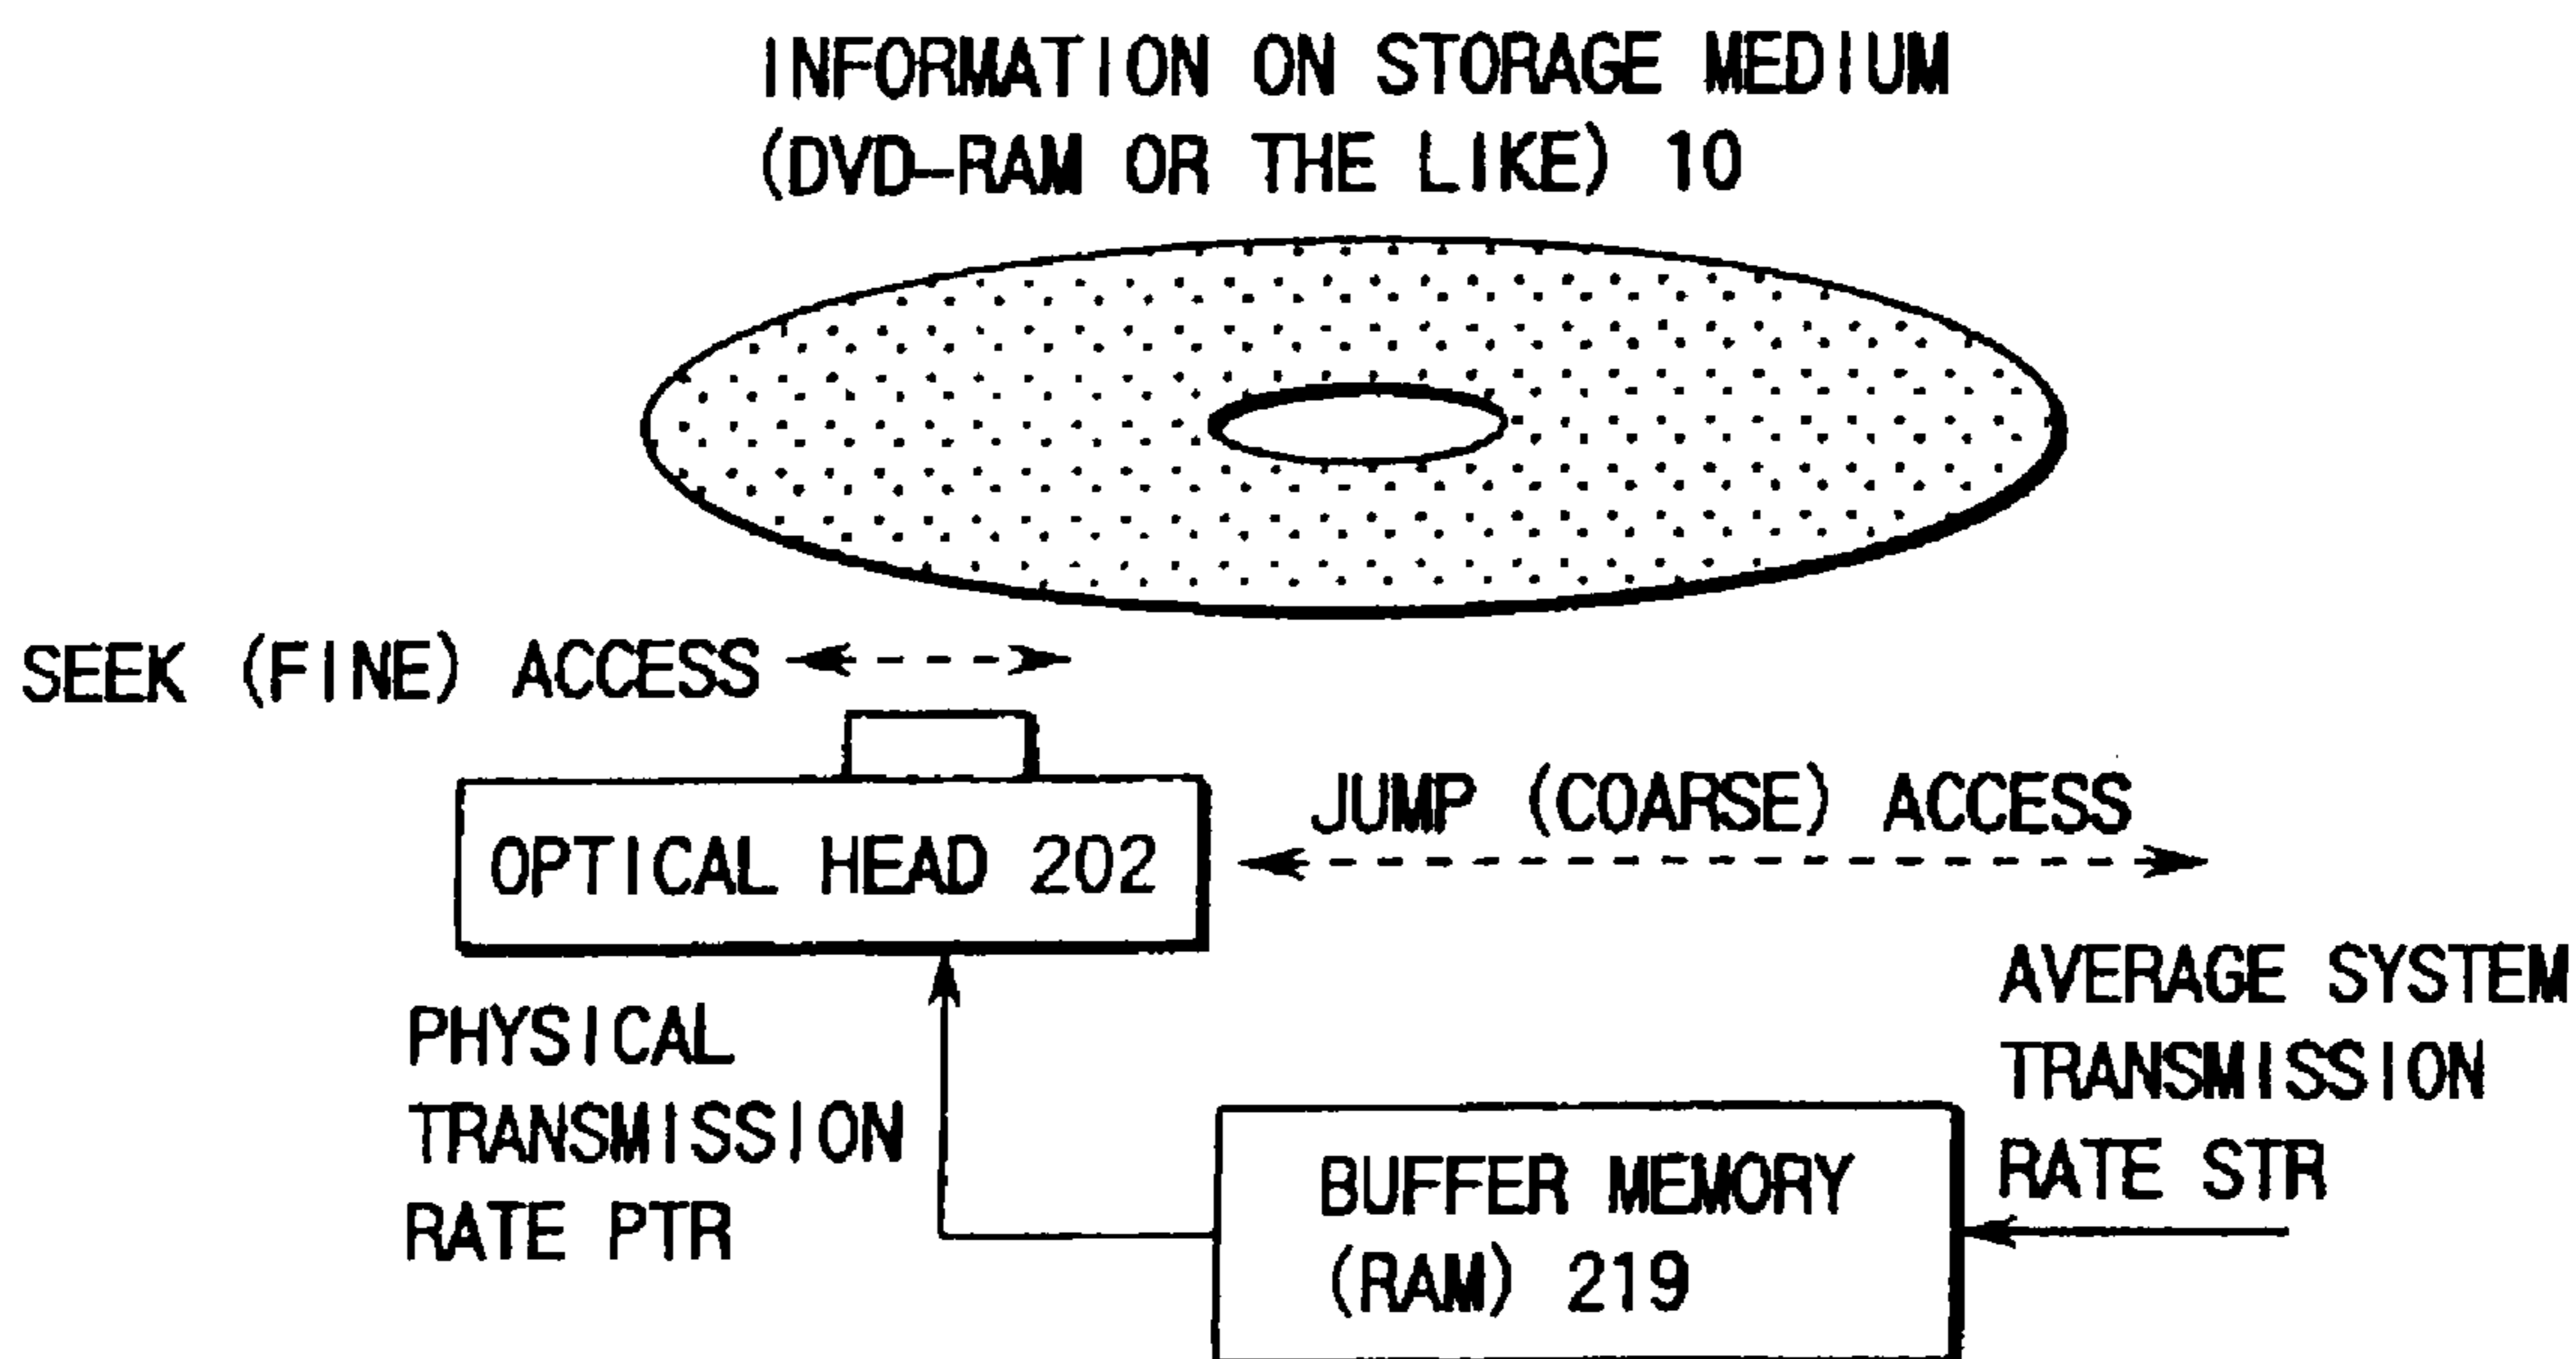 INFORMATION ON STORAGE MEDIUM
(DVD-RAM OR THE LIKE) 10
SEEK (FINE) ACCESS
JUMP (COARSE) ACCESS
OPTICAL HEAD 202
PHYSICAL
TRANSMISSION
RATE PTR
AVERAGE SYSTEM
TRANSMISSION
RATE STR
BUFFER MEMORY
(RAM) 219